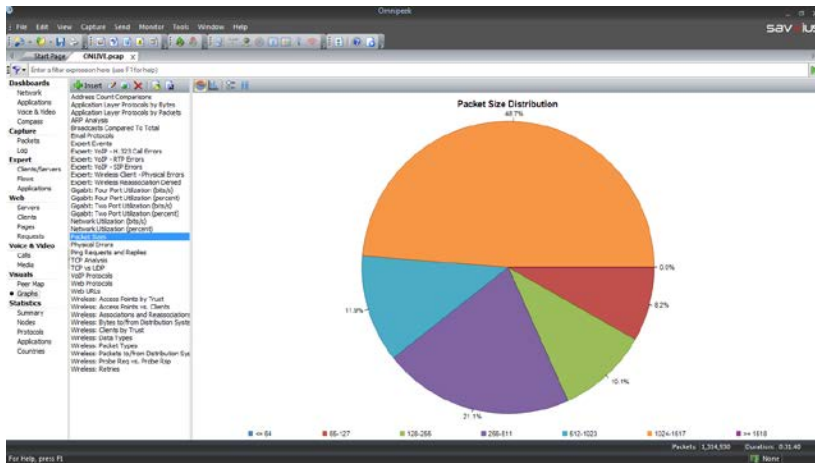 Omnipeek
File Edit View Capture Send Monitor Tools Window Help
savvius
Start Page ONLIVE.pcap x
Enter a filter expression here (use F1 for help)
Dashboards
Network
Applications
Voice & Video
Compass
Capture
Packets
Log
Expert
Clients/Servers
Flows
Applications
Web
Servers
Clients
Pages
Requests
Voice & Video
Calls
Media
Visuals
Peer Map
Graphs
Statistics
Summary
Nodes
Protocols
Applications
Countries
Insert
Address Count Comparisons
Application Layer Protocols by Bytes
Application Layer Protocols by Packets
ARP Analysis
Broadcasts Compared To Total
Email Protocols
Expert Events
Expert: VoIP - H.323 Call Errors
Expert: VoIP - RTP Errors
Expert: VoIP - SIP Errors
Expert: Wireless Client - Physical Errors
Expert: Wireless Reassociation Denied
Gigabit: Four Port Utilization (bits/s)
Gigabit: Four Port Utilization (percent)
Gigabit: Two Port Utilization (bits/s)
Gigabit: Two Port Utilization (percent)
Network Utilization (bits/s)
Network Utilization (percent)
Packet Sizes
Physical Errors
Ping Requests and Replies
TCP Analysis
TCP vs UDP
VoIP Protocols
Web Protocols
Web URLs
Wireless: Access Points by Trust
Wireless: Access Points vs. Clients
Wireless: Associations and Reassociations
Wireless: Bytes to/from Distribution Syste
Wireless: Clients by Trust
Wireless: Data Types
Wireless: Packet Types
Wireless: Packets to/from Distribution Sys
Wireless: Probe Req vs. Probe Rsp
Wireless: Retries
Packet Size Distribution
48.7%
0.0%
8.2%
10.1%
21.1%
11.9%
<= 64 65-127 128-255 256-511 512-1023 1024-1517 >= 1518
Packets 1,314,930 Duration: 0:31:40
For Help, press F1
None